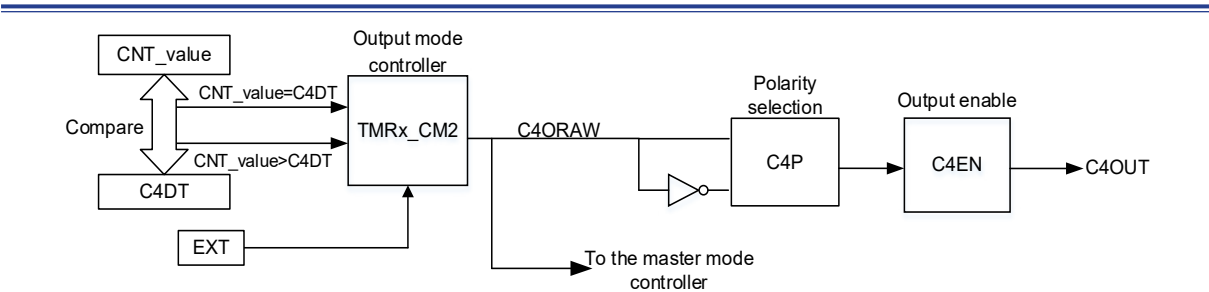 CNT_value
Output mode
controller
CNT_value=C4DT
Compare
CNT_value>C4DT
C4DT
TMRx_CM2
EXT
C4ORAW
To the master mode
controller
Polarity
selection
C4P
Output enable
C4EN
C4OUT